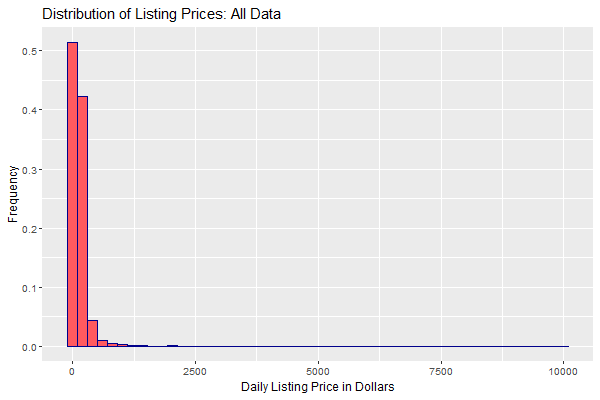 Distribution of Listing Prices: All Data
Frequency
0.5
0.4
0.3
0.2
0.1
0.0
0 2500 5000 7500 10000
Daily Listing Price in Dollars